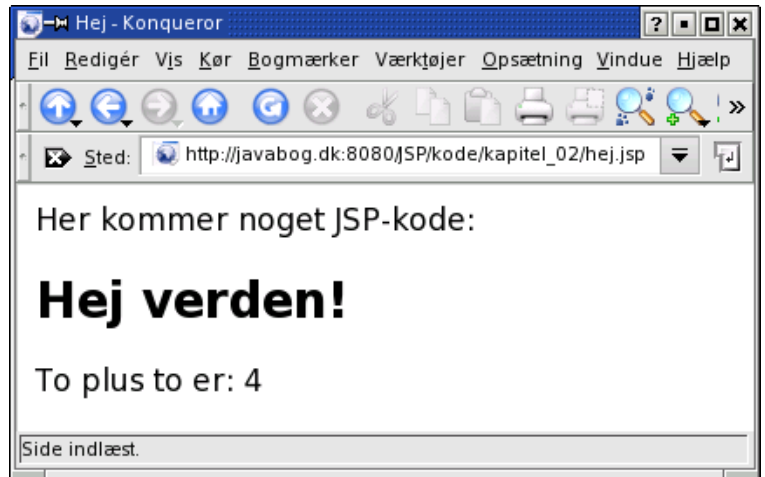 Hej - Konqueror
Fil Redigér Vis Kør Bogmærker Værktøjer Opsætning Vindue Hjælp
Sted: http://javabog.dk:8080/JSP/kode/kapitel_02/hej.jsp
Her kommer noget JSP-kode:
Hej verden!
To plus to er: 4
Side indlæst.